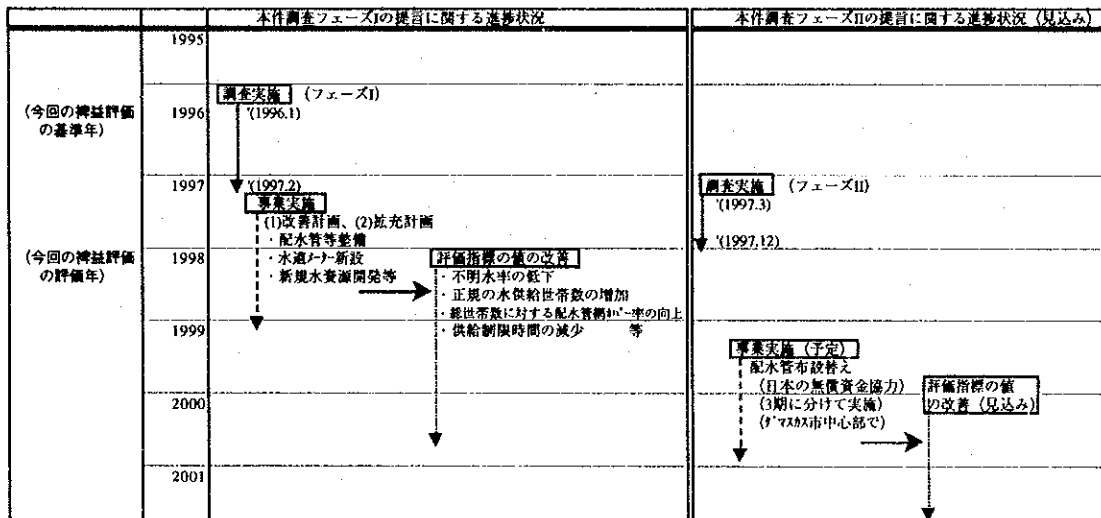 本件調査フェーズIの提言に関する進捗状況
本件調査フェーズIIの提言に関する進捗状況（見込み）
1995
調査実施 (フェーズI)
(今回の裨益評価
の基準年)
1996
'(1996.1)
1997
'(1997.2)
事業実施
(1)改善計画、(2)拡充計画
・配水管等整備
・水道メーター新設
・新規水資源開発等
調査実施 (フェーズII)
'(1997.3)
'(1997.12)
(今回の裨益評価
の評価年)
1998
評価指標の値の改善
・不明水率の低下
・正規の水供給世帯数の増加
・総世帯数に対する配水管網カバー率の向上
・供給制限時間の減少 等
1999
事業実施（予定）
配水管布設替え
(日本の無償資金協力)
(3期に分けて実施)
(ダマスカス市中心部で)
2000
評価指標の値
の改善（見込み）
2001